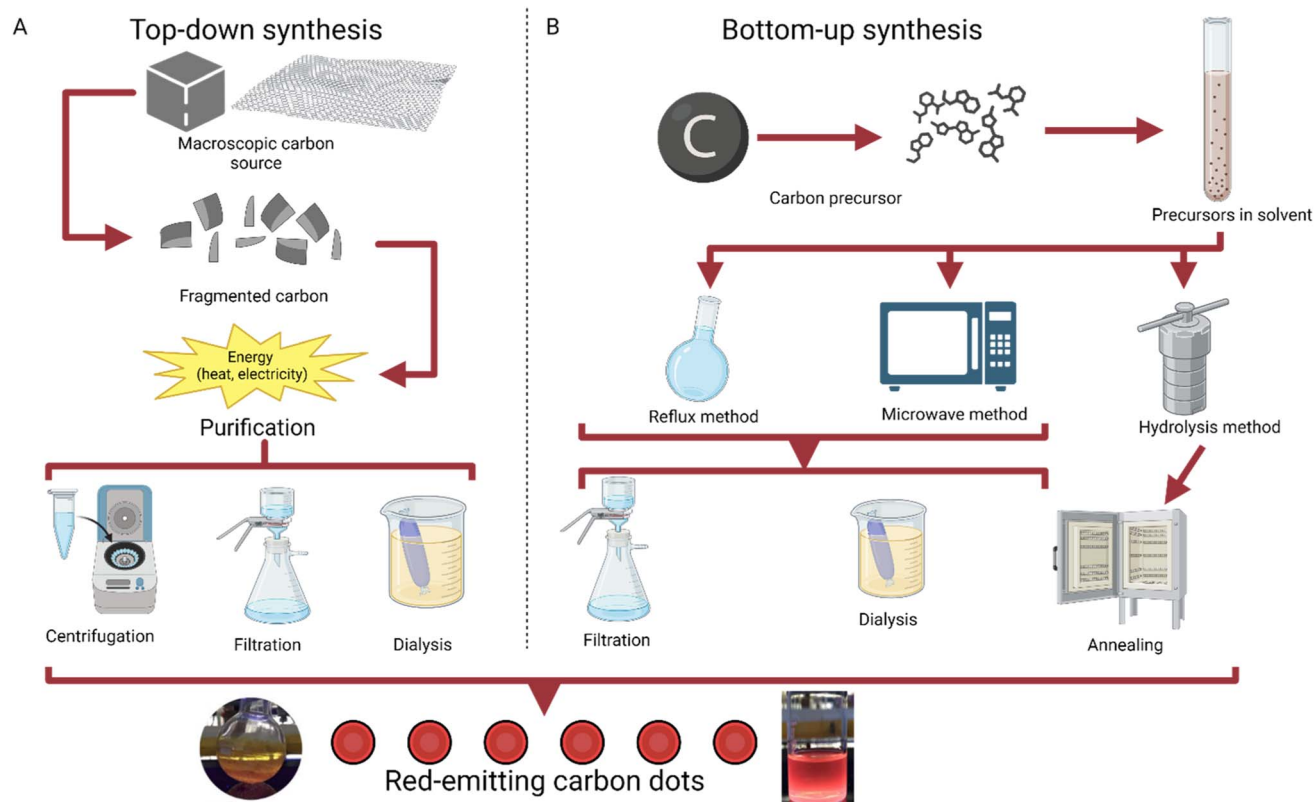 A
Top-down synthesis
Macroscopic carbon
source
Fragmented carbon
Energy
(heat, electricity)
Purification
Centrifugation
Filtration
Dialysis
B
Bottom-up synthesis
C
Carbon precursor
Precursors in solvent
Reflux method
Microwave method
Hydrolysis method
Filtration
Dialysis
Annealing
Red-emitting carbon dots